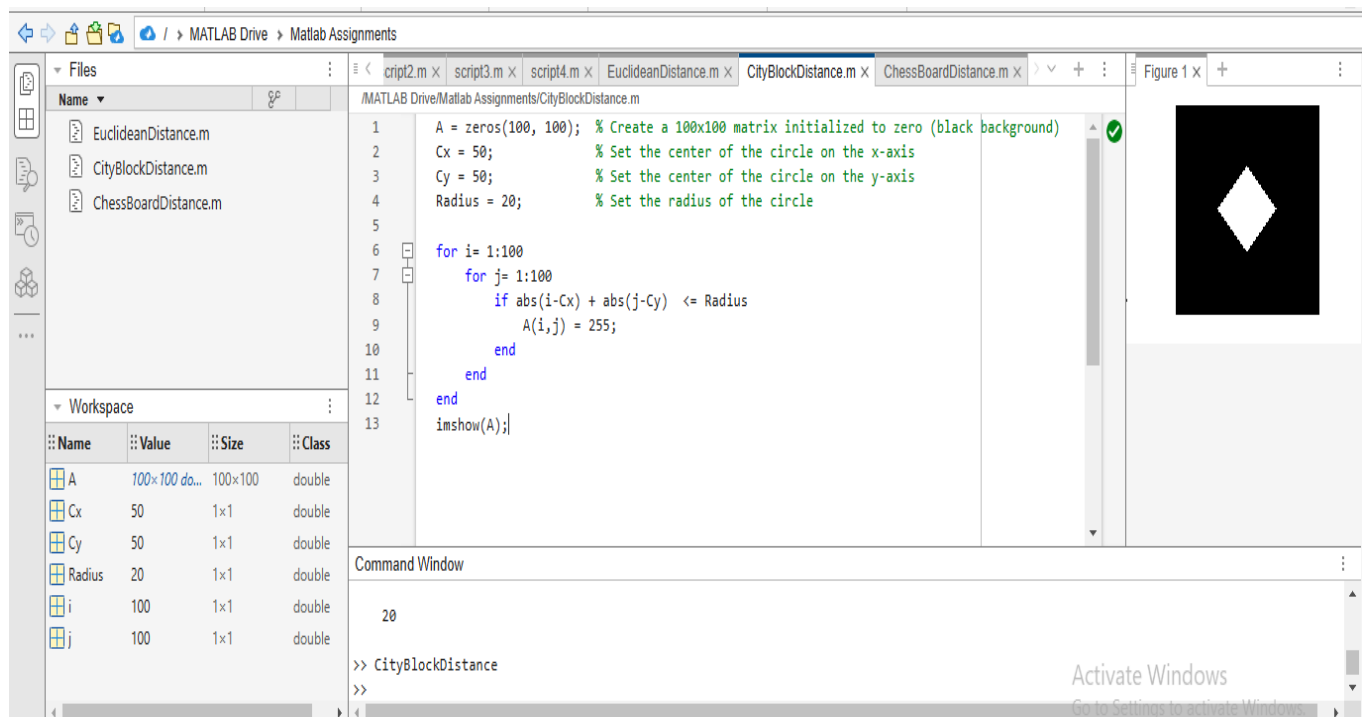 / › MATLAB Drive › Matlab Assignments
Files
Name
EuclideanDistance.m
CityBlockDistance.m
ChessBoardDistance.m
Workspace
Name Value Size Class
A 100×100 do... 100×100 double
Cx 50 1×1 double
Cy 50 1×1 double
Radius 20 1×1 double
i 100 1×1 double
j 100 1×1 double
cript2.m × script3.m × script4.m × EuclideanDistance.m × CityBlockDistance.m × ChessBoardDistance.m ×
/MATLAB Drive/Matlab Assignments/CityBlockDistance.m
1 A = zeros(100, 100); % Create a 100x100 matrix initialized to zero (black background)
2 Cx = 50; % Set the center of the circle on the x-axis
3 Cy = 50; % Set the center of the circle on the y-axis
4 Radius = 20; % Set the radius of the circle
5
6 for i= 1:100
7 for j= 1:100
8 if abs(i-Cx) + abs(j-Cy) <= Radius
9 A(i,j) = 255;
10 end
11 end
12 end
13 imshow(A);
Figure 1 ×
Command Window
20
>> CityBlockDistance
>>
Activate Windows
Go to Settings to activate Windows.